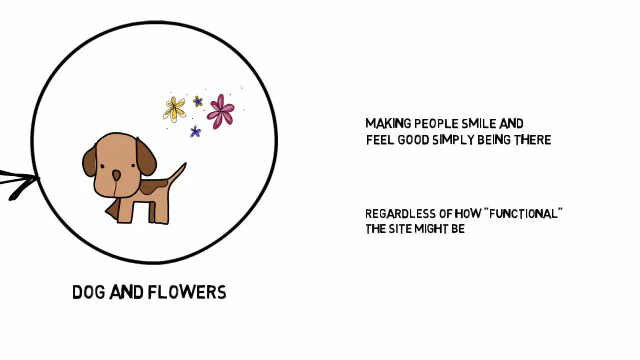 MAKING PEOPLE SMILE AND
FEEL GOOD SIMPLY BEING THERE
REGARDLESS OF HOW "FUNCTIONAL"
THE SITE MIGHT BE
DOG AND FLOWERS